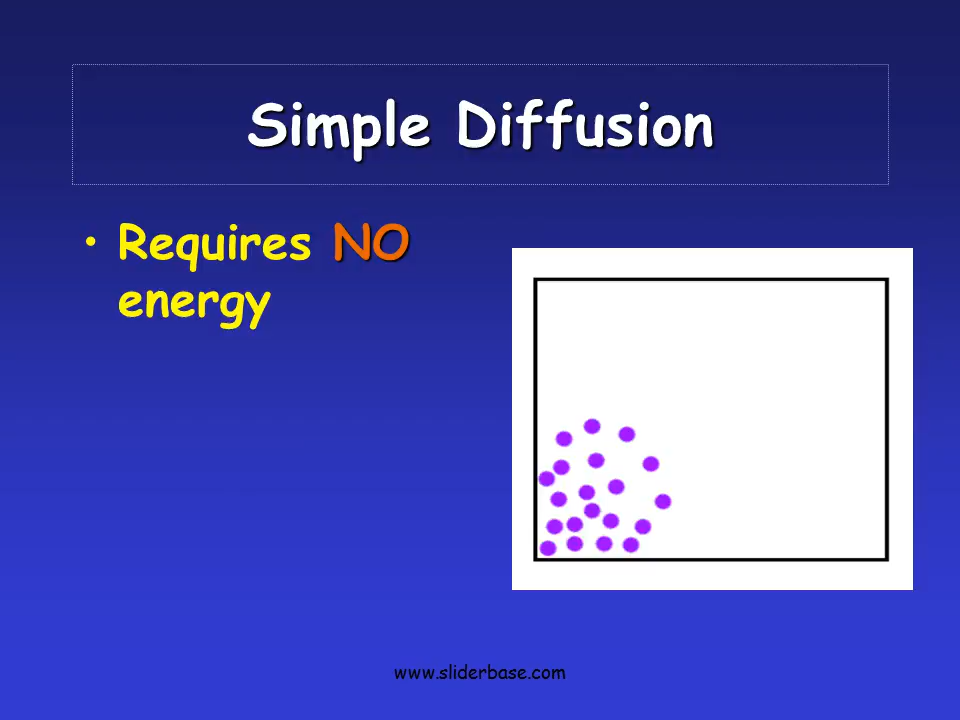 Simple Diffusion
• Requires NO
energy
www.sliderbase.com